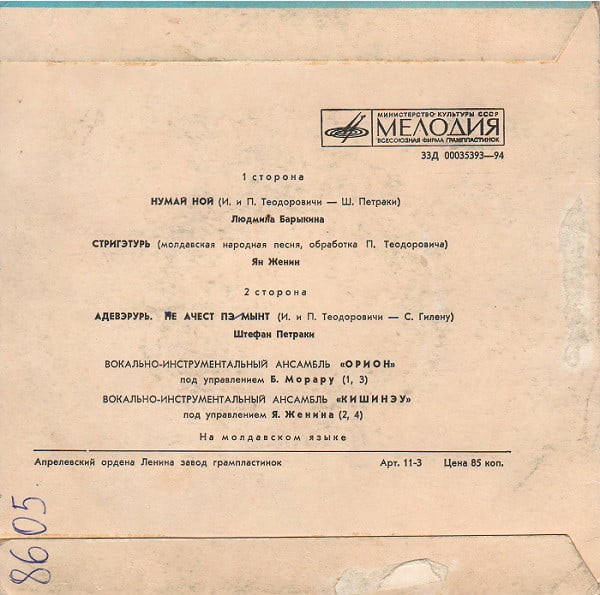 МИНИСТЕРСТВО КУЛЬТУРЫ СССР
МЕЛОДИЯ
ВСЕСОЮЗНАЯ ФИРМА ГРАМПЛАСТИНОК
33Д 00035393—94
1 сторона
НУМАЙ НОЙ (И. и П. Теодоровичи — Ш. Петраки)
Людмила Барыкина
СТРИГЭТУРЬ (молдавская народная песня, обработка П. Теодоровича)
Ян Женин
2 сторона
АДЕВЭРУРЬ. ПЕ АЧЕСТ ПЭМЫНТ (И. и П. Теодоровичи — С. Гилену)
Штефан Петраки
ВОКАЛЬНО-ИНСТРУМЕНТАЛЬНЫЙ АНСАМБЛЬ «ОРИОН»
под управлением Б. Морару (1, 3)
ВОКАЛЬНО-ИНСТРУМЕНТАЛЬНЫЙ АНСАМБЛЬ «КИШИНЭУ»
под управлением Я. Женина (2, 4)
На молдавском языке
Апрелевский ордена Ленина завод грампластинок Арт. 11-3 Цена 85 коп.
8605